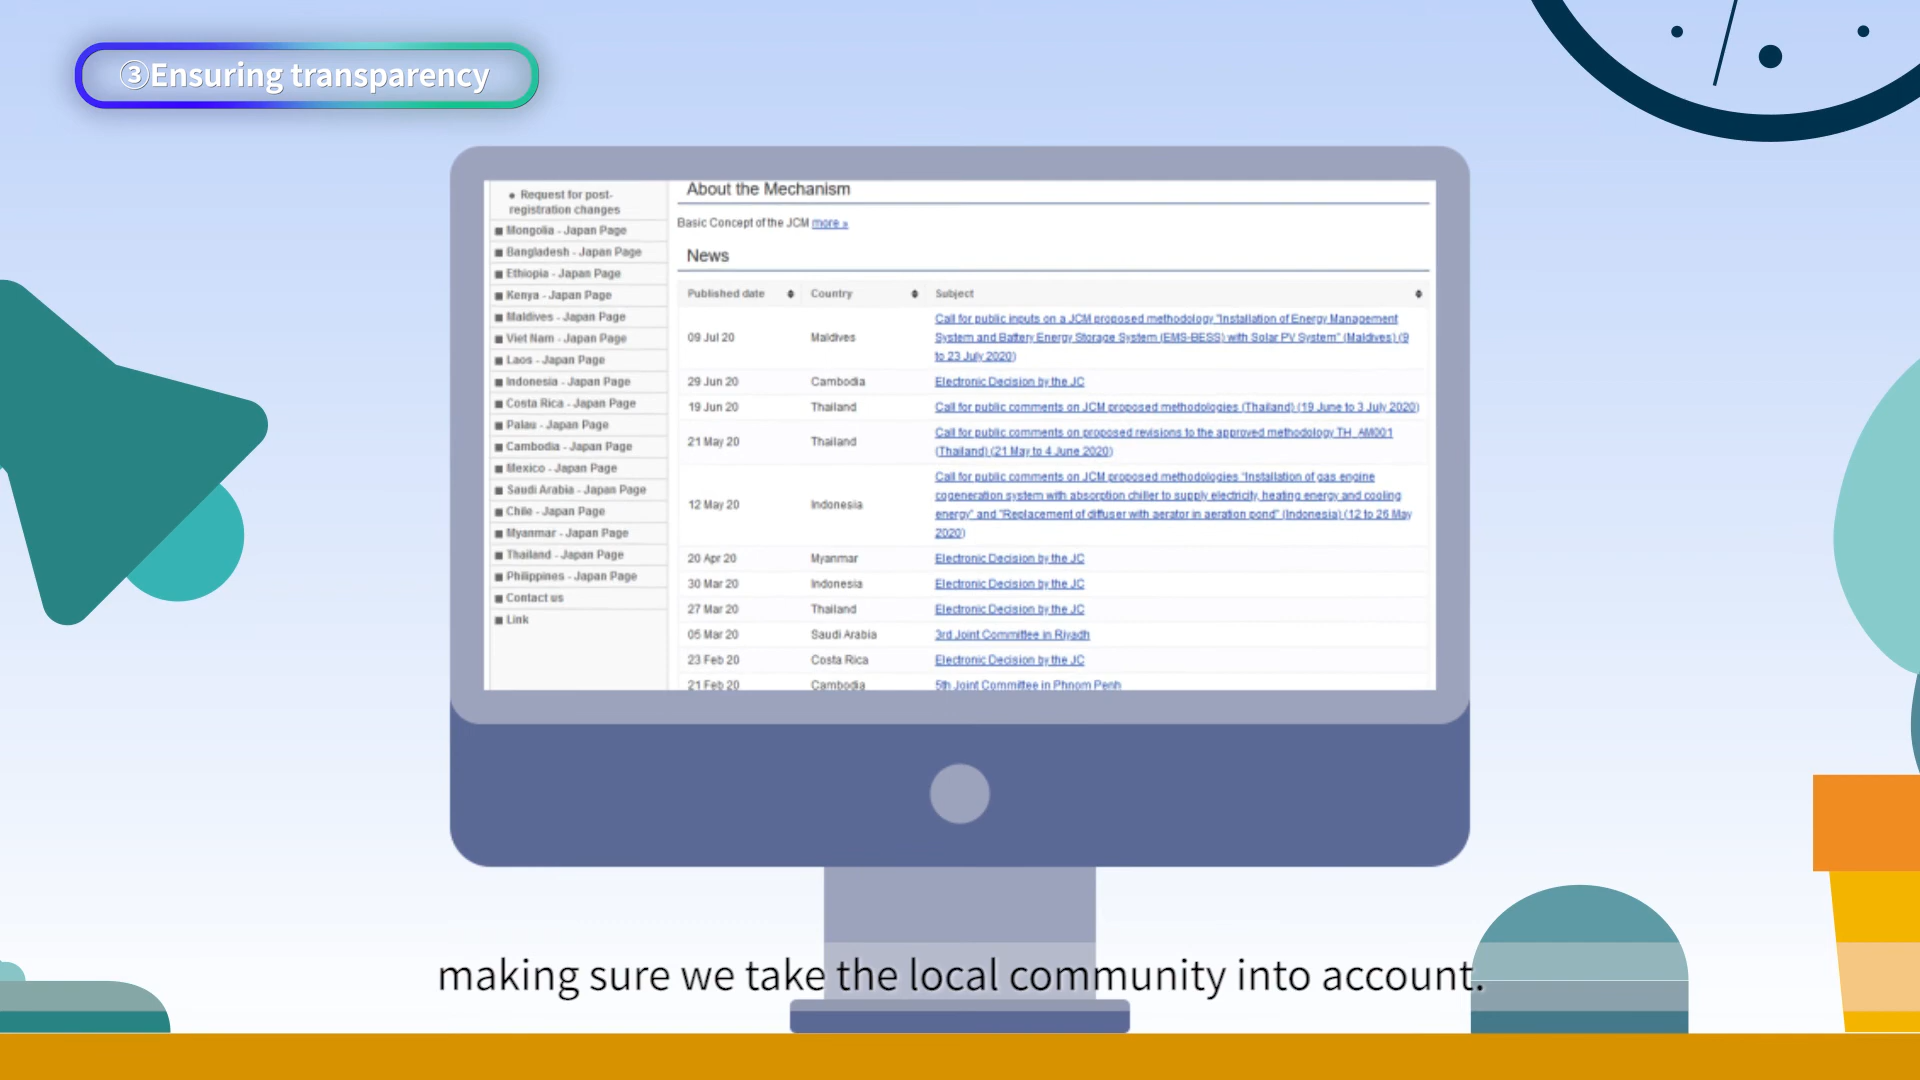 ③Ensuring transparency
• Request for post-
registration changes
Mongolia - Japan Page
Bangladesh - Japan Page
Ethiopia - Japan Page
Kenya - Japan Page
Maldives - Japan Page
Viet Nam - Japan Page
Laos - Japan Page
Indonesia - Japan Page
Costa Rica - Japan Page
Palau - Japan Page
Cambodia - Japan Page
Mexico - Japan Page
Saudi Arabia - Japan Page
Chile - Japan Page
Myanmar - Japan Page
Thailand - Japan Page
Philippines - Japan Page
Contact us
Link
About the Mechanism
Basic Concept of the JCM more »
News
Published date Country Subject
09 Jul 20 Maldives Call for public inputs on a JCM proposed methodology "Installation of Energy Management
System and Battery Energy Storage System (EMS-BESS) with Solar PV System" (Maldives) (9
to 23 July 2020)
29 Jun 20 Cambodia Electronic Decision by the JC
19 Jun 20 Thailand Call for public comments on JCM proposed methodologies (Thailand) (19 June to 3 July 2020)
21 May 20 Thailand Call for public comments on proposed revisions to the approved methodology TH_AM001
(Thailand) (21 May to 4 June 2020)
12 May 20 Indonesia Call for public comments on JCM proposed methodologies "Installation of gas engine
cogeneration system with absorption chiller to supply electricity, heating energy and cooling
energy" and "Replacement of diffuser with aerator in aeration pond" (Indonesia) (12 to 26 May
2020)
20 Apr 20 Myanmar Electronic Decision by the JC
30 Mar 20 Indonesia Electronic Decision by the JC
27 Mar 20 Thailand Electronic Decision by the JC
05 Mar 20 Saudi Arabia 3rd Joint Committee in Riyadh
23 Feb 20 Costa Rica Electronic Decision by the JC
21 Feb 20 Cambodia 5th Joint Committee in Phnom Penh
making sure we take the local community into account.